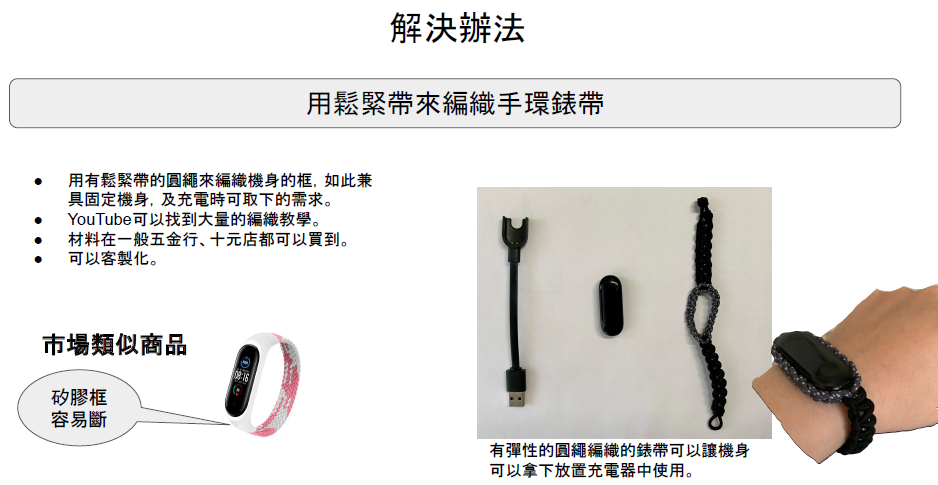 解決辦法
用鬆緊帶來編織手環錶帶
● 用有鬆緊帶的圓繩來編織機身的框, 如此兼
具固定機身, 及充電時可取下的需求。
● YouTube可以找到大量的編織教學。
● 材料在一般五金行、十元店都可以買到。
● 可以客製化。
市場類似商品
矽膠框
容易斷
08:16
有彈性的圓繩編織的錶帶可以讓機身
可以拿下放置充電器中使用。